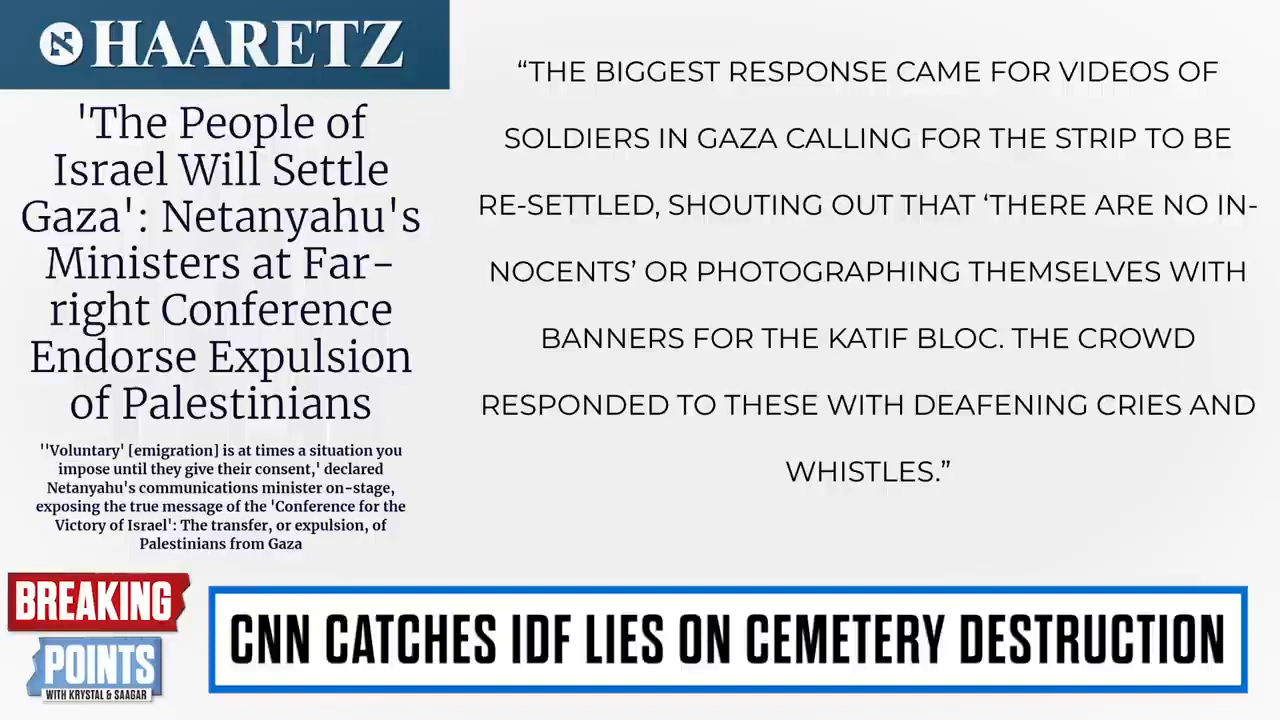 HAARETZ
'The People of
Israel Will Settle
Gaza': Netanyahu's
Ministers at Far-
right Conference
Endorse Expulsion
of Palestinians
''Voluntary' [emigration] is at times a situation you
impose until they give their consent,' declared
Netanyahu's communications minister on-stage,
exposing the true message of the 'Conference for the
Victory of Israel': The transfer, or expulsion, of
Palestinians from Gaza
“THE BIGGEST RESPONSE CAME FOR VIDEOS OF
SOLDIERS IN GAZA CALLING FOR THE STRIP TO BE
RE-SETTLED, SHOUTING OUT THAT ‘THERE ARE NO IN-
NOCENTS’ OR PHOTOGRAPHING THEMSELVES WITH
BANNERS FOR THE KATIF BLOC. THE CROWD
RESPONDED TO THESE WITH DEAFENING CRIES AND
WHISTLES.”
BREAKING
POINTS
WITH KRYSTAL & SAAGAR
CNN CATCHES IDF LIES ON CEMETERY DESTRUCTION